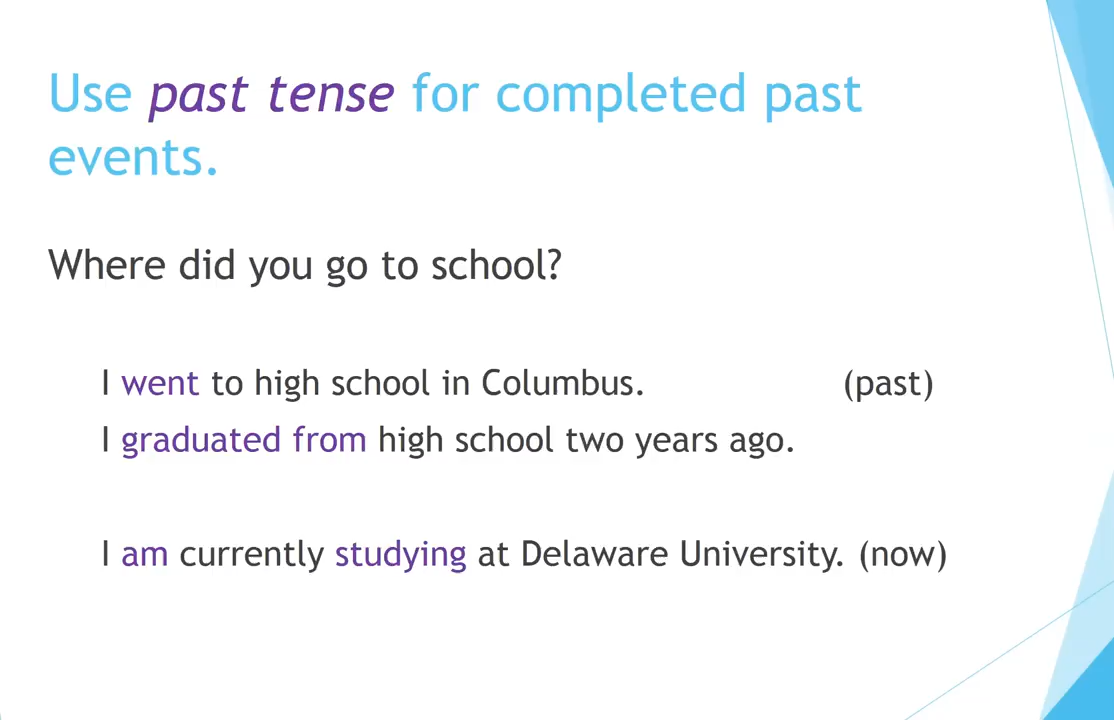 Use past tense for completed past
events.
Where did you go to school?
I went to high school in Columbus. (past)
I graduated from high school two years ago.
I am currently studying at Delaware University. (now)